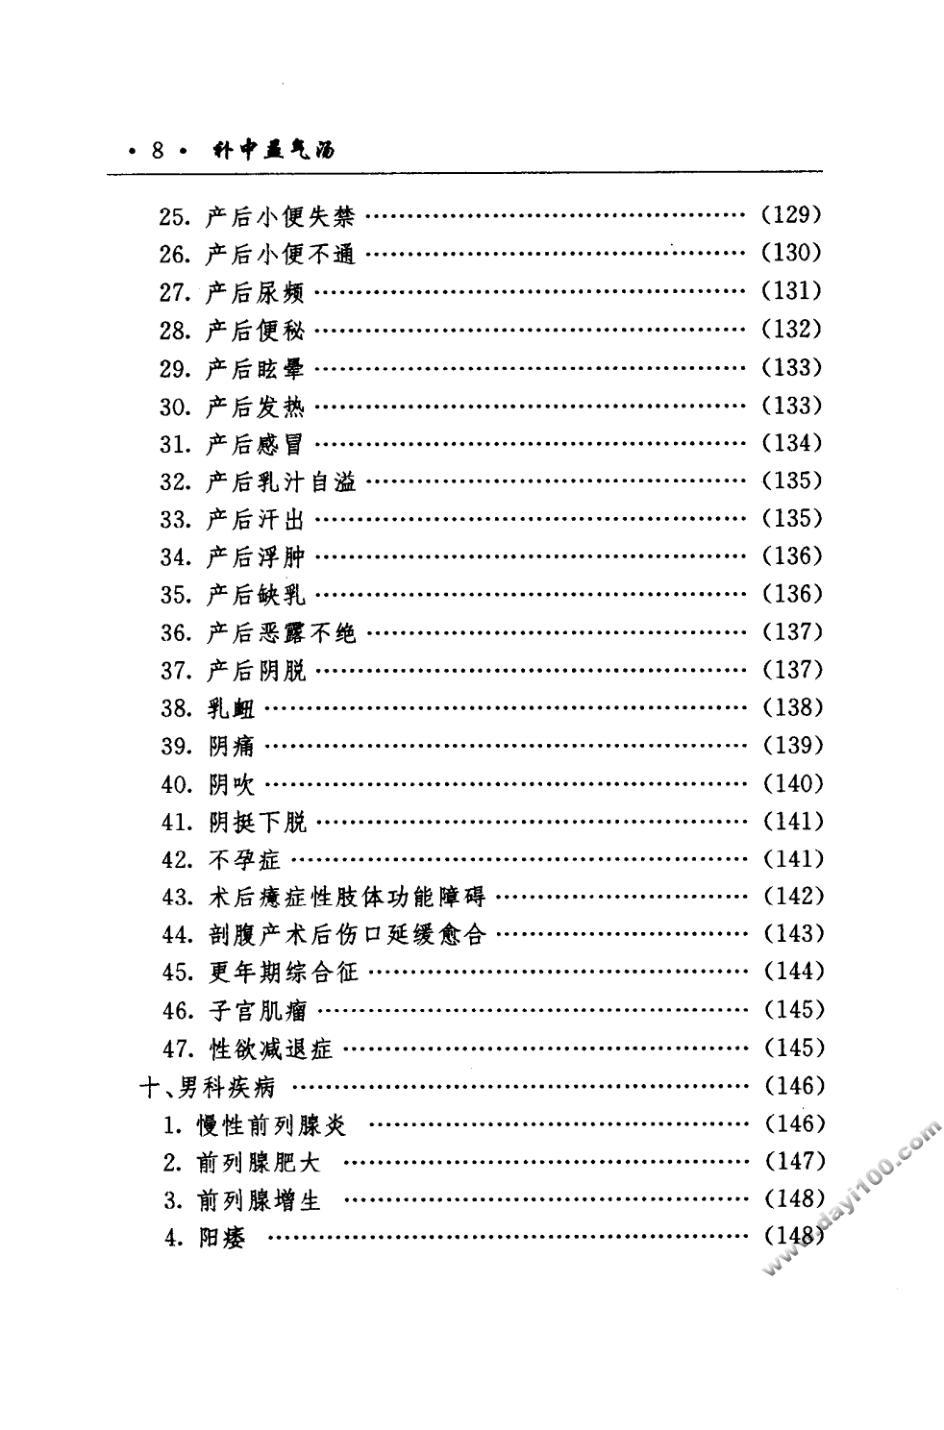 · 8 · 补中益气汤
25. 产后小便失禁 …………………………………… (129)
26. 产后小便不通 …………………………………… (130)
27. 产后尿频 ………………………………………… (131)
28. 产后便秘 ………………………………………… (132)
29. 产后眩晕 ………………………………………… (133)
30. 产后发热 ………………………………………… (133)
31. 产后感冒 ………………………………………… (134)
32. 产后乳汁自溢 …………………………………… (135)
33. 产后汗出 ………………………………………… (135)
34. 产后浮肿 ………………………………………… (136)
35. 产后缺乳 ………………………………………… (136)
36. 产后恶露不绝 …………………………………… (137)
37. 产后阴脱 ………………………………………… (137)
38. 乳衄 ……………………………………………… (138)
39. 阴痛 ……………………………………………… (139)
40. 阴吹 ……………………………………………… (140)
41. 阴挺下脱 ………………………………………… (141)
42. 不孕症 …………………………………………… (141)
43. 术后癔症性肢体功能障碍 ……………………… (142)
44. 剖腹产术后伤口延缓愈合 ……………………… (143)
45. 更年期综合征 …………………………………… (144)
46. 子宫肌瘤 ………………………………………… (145)
47. 性欲减退症 ……………………………………… (145)
十、男科疾病 …………………………………………… (146)
1. 慢性前列腺炎 …………………………………… (146)
2. 前列腺肥大 ……………………………………… (147)
3. 前列腺增生 ……………………………………… (148)
4. 阳痿 ……………………………………………… (148)
www.dayi100.com